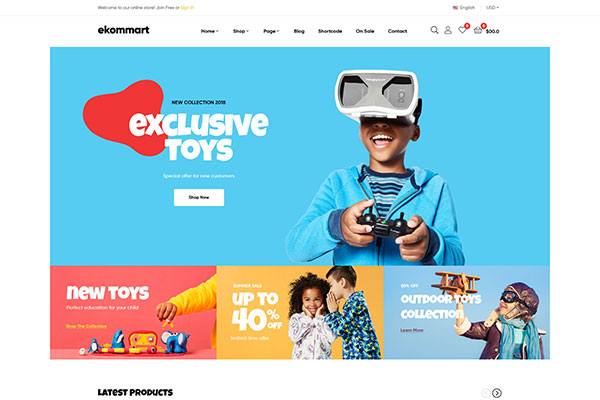 Welcome to our online store! Join Free or Sign In
English
USD
ekommart
Home
Shop
Page
Blog
Shortcode
On Sale
Contact
0
0
$00.0
NEW COLLECTION 2018
EXCLUSIVE
TOYS
Special offer for new customers
Shop Now
NEW TOYS
Perfect education for your child
Shop The Collection
SUMMER SALE
UP TO
40% OFF
limited time offer
20% OFF
OUTDOOR TOYS
COLLECTION
Learn More
LATEST PRODUCTS